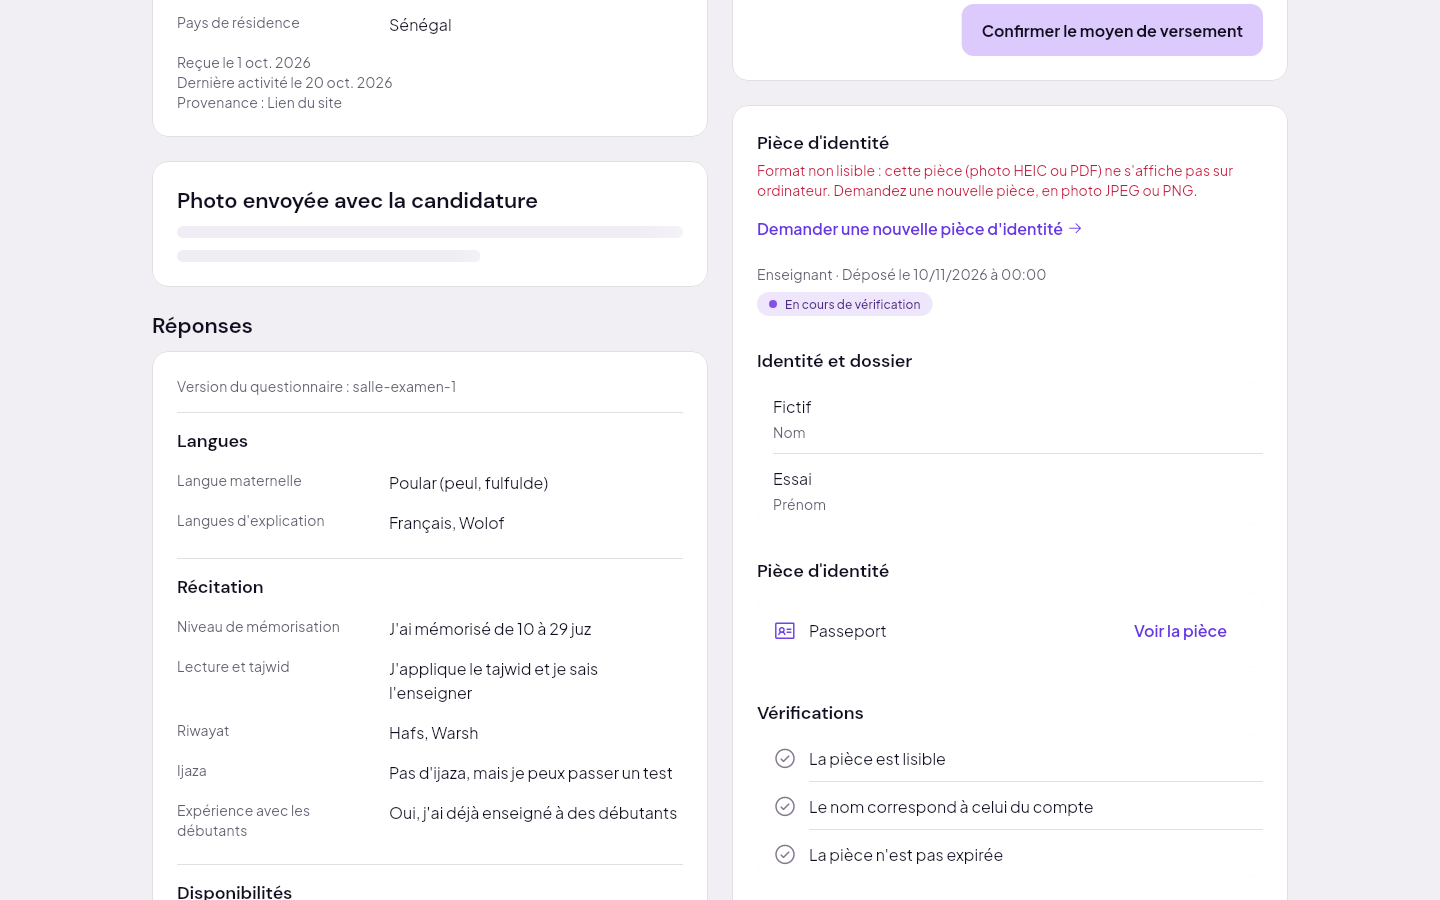 Pays de résidence
Sénégal
Reçue le 1 oct. 2026
Dernière activité le 20 oct. 2026
Provenance : Lien du site
Photo envoyée avec la candidature
Réponses
Version du questionnaire : salle-examen-1
Langues
Langue maternelle
Poular (peul, fulfulde)
Langues d'explication
Français, Wolof
Récitation
Niveau de mémorisation
J'ai mémorisé de 10 à 29 juz
Lecture et tajwid
J'applique le tajwid et je sais
l'enseigner
Riwayat
Hafs, Warsh
Ijaza
Pas d'ijaza, mais je peux passer un test
Expérience avec les
débutants
Oui, j'ai déjà enseigné à des débutants
Disponibilités
Confirmer le moyen de versement
Pièce d'identité
Format non lisible : cette pièce (photo HEIC ou PDF) ne s'affiche pas sur
ordinateur. Demandez une nouvelle pièce, en photo JPEG ou PNG.
Demander une nouvelle pièce d'identité →
Enseignant · Déposé le 10/11/2026 à 00:00
En cours de vérification
Identité et dossier
Fictif
Nom
Essai
Prénom
Pièce d'identité
Passeport
Voir la pièce
Vérifications
La pièce est lisible
Le nom correspond à celui du compte
La pièce n'est pas expirée